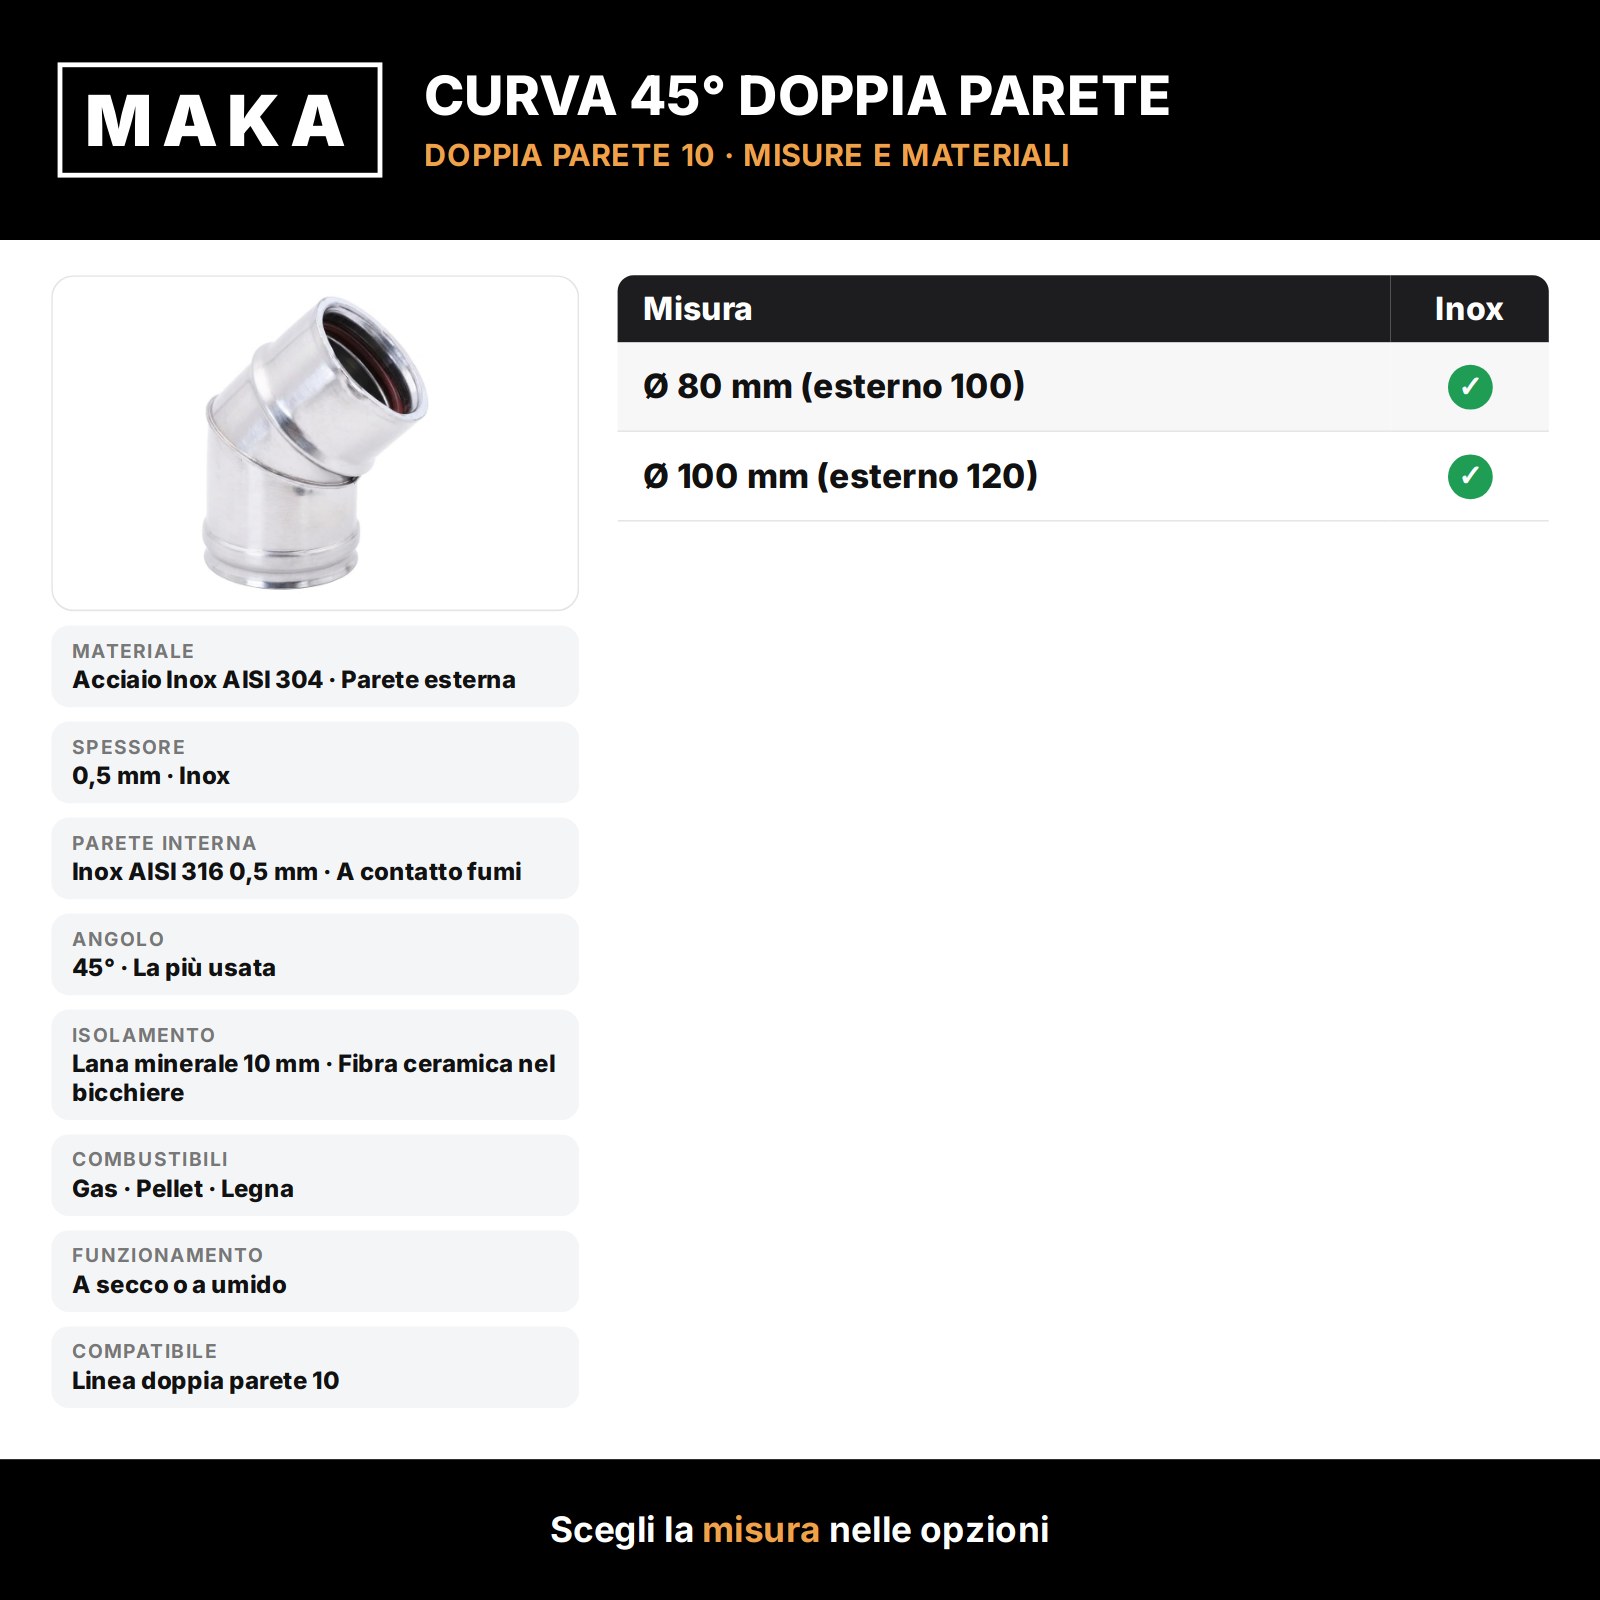 MAKA
CURVA 45° DOPPIA PARETE
DOPPIA PARETE 10 · MISURE E MATERIALI
MATERIALE
Acciaio Inox AISI 304 · Parete esterna
SPESSORE
0,5 mm · Inox
PARETE INTERNA
Inox AISI 316 0,5 mm · A contatto fumi
ANGOLO
45° · La più usata
ISOLAMENTO
Lana minerale 10 mm · Fibra ceramica nel
bicchiere
COMBUSTIBILI
Gas · Pellet · Legna
FUNZIONAMENTO
A secco o a umido
COMPATIBILE
Linea doppia parete 10
Misura Inox
Ø 80 mm (esterno 100) ✓
Ø 100 mm (esterno 120) ✓
Scegli la misura nelle opzioni